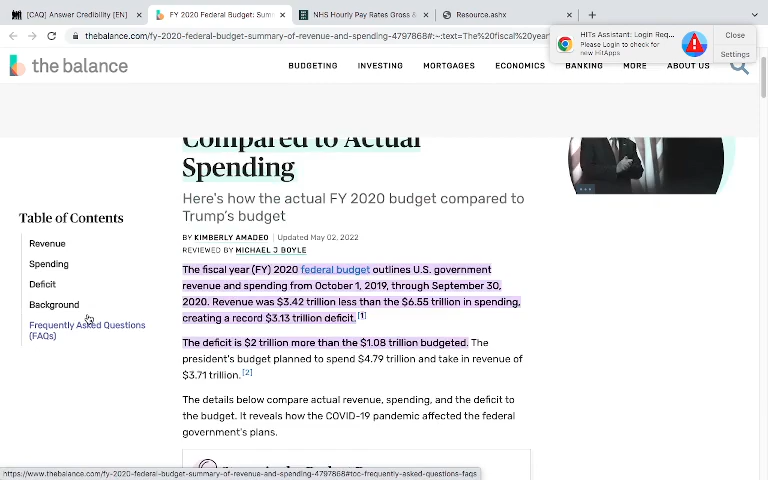 [CAQ] Answer Credibility [EN]
FY 2020 Federal Budget: Summ
NHS Hourly Pay Rates Gross &
Resource.ashx
thebalance.com/fy-2020-federal-budget-summary-of-revenue-and-spending-4797868#:~:text=The%20fiscal%20year
HITs Assistant: Login Req...
Please Login to check for
new HitApps
Close
Settings
the balance
BUDGETING
INVESTING
MORTGAGES
ECONOMICS
BANKING
MORE
ABOUT US
Compared to Actual
Spending
Here's how the actual FY 2020 budget compared to
Trump's budget
BY KIMBERLY AMADEO | Updated May 02, 2022
REVIEWED BY MICHAEL J BOYLE
Table of Contents
Revenue
Spending
Deficit
Background
Frequently Asked Questions
(FAQs)
The fiscal year (FY) 2020 federal budget outlines U.S. government
revenue and spending from October 1, 2019, through September 30,
2020. Revenue was $3.42 trillion less than the $6.55 trillion in spending,
creating a record $3.13 trillion deficit. [1]
The deficit is $2 trillion more than the $1.08 trillion budgeted. The
president's budget planned to spend $4.79 trillion and take in revenue of
$3.71 trillion. [2]
The details below compare actual revenue, spending, and the deficit to
the budget. It reveals how the COVID-19 pandemic affected the federal
government's plans.
https://www.thebalance.com/fy-2020-federal-budget-summary-of-revenue-and-spending-4797868#toc-frequently-asked-questions-faqs